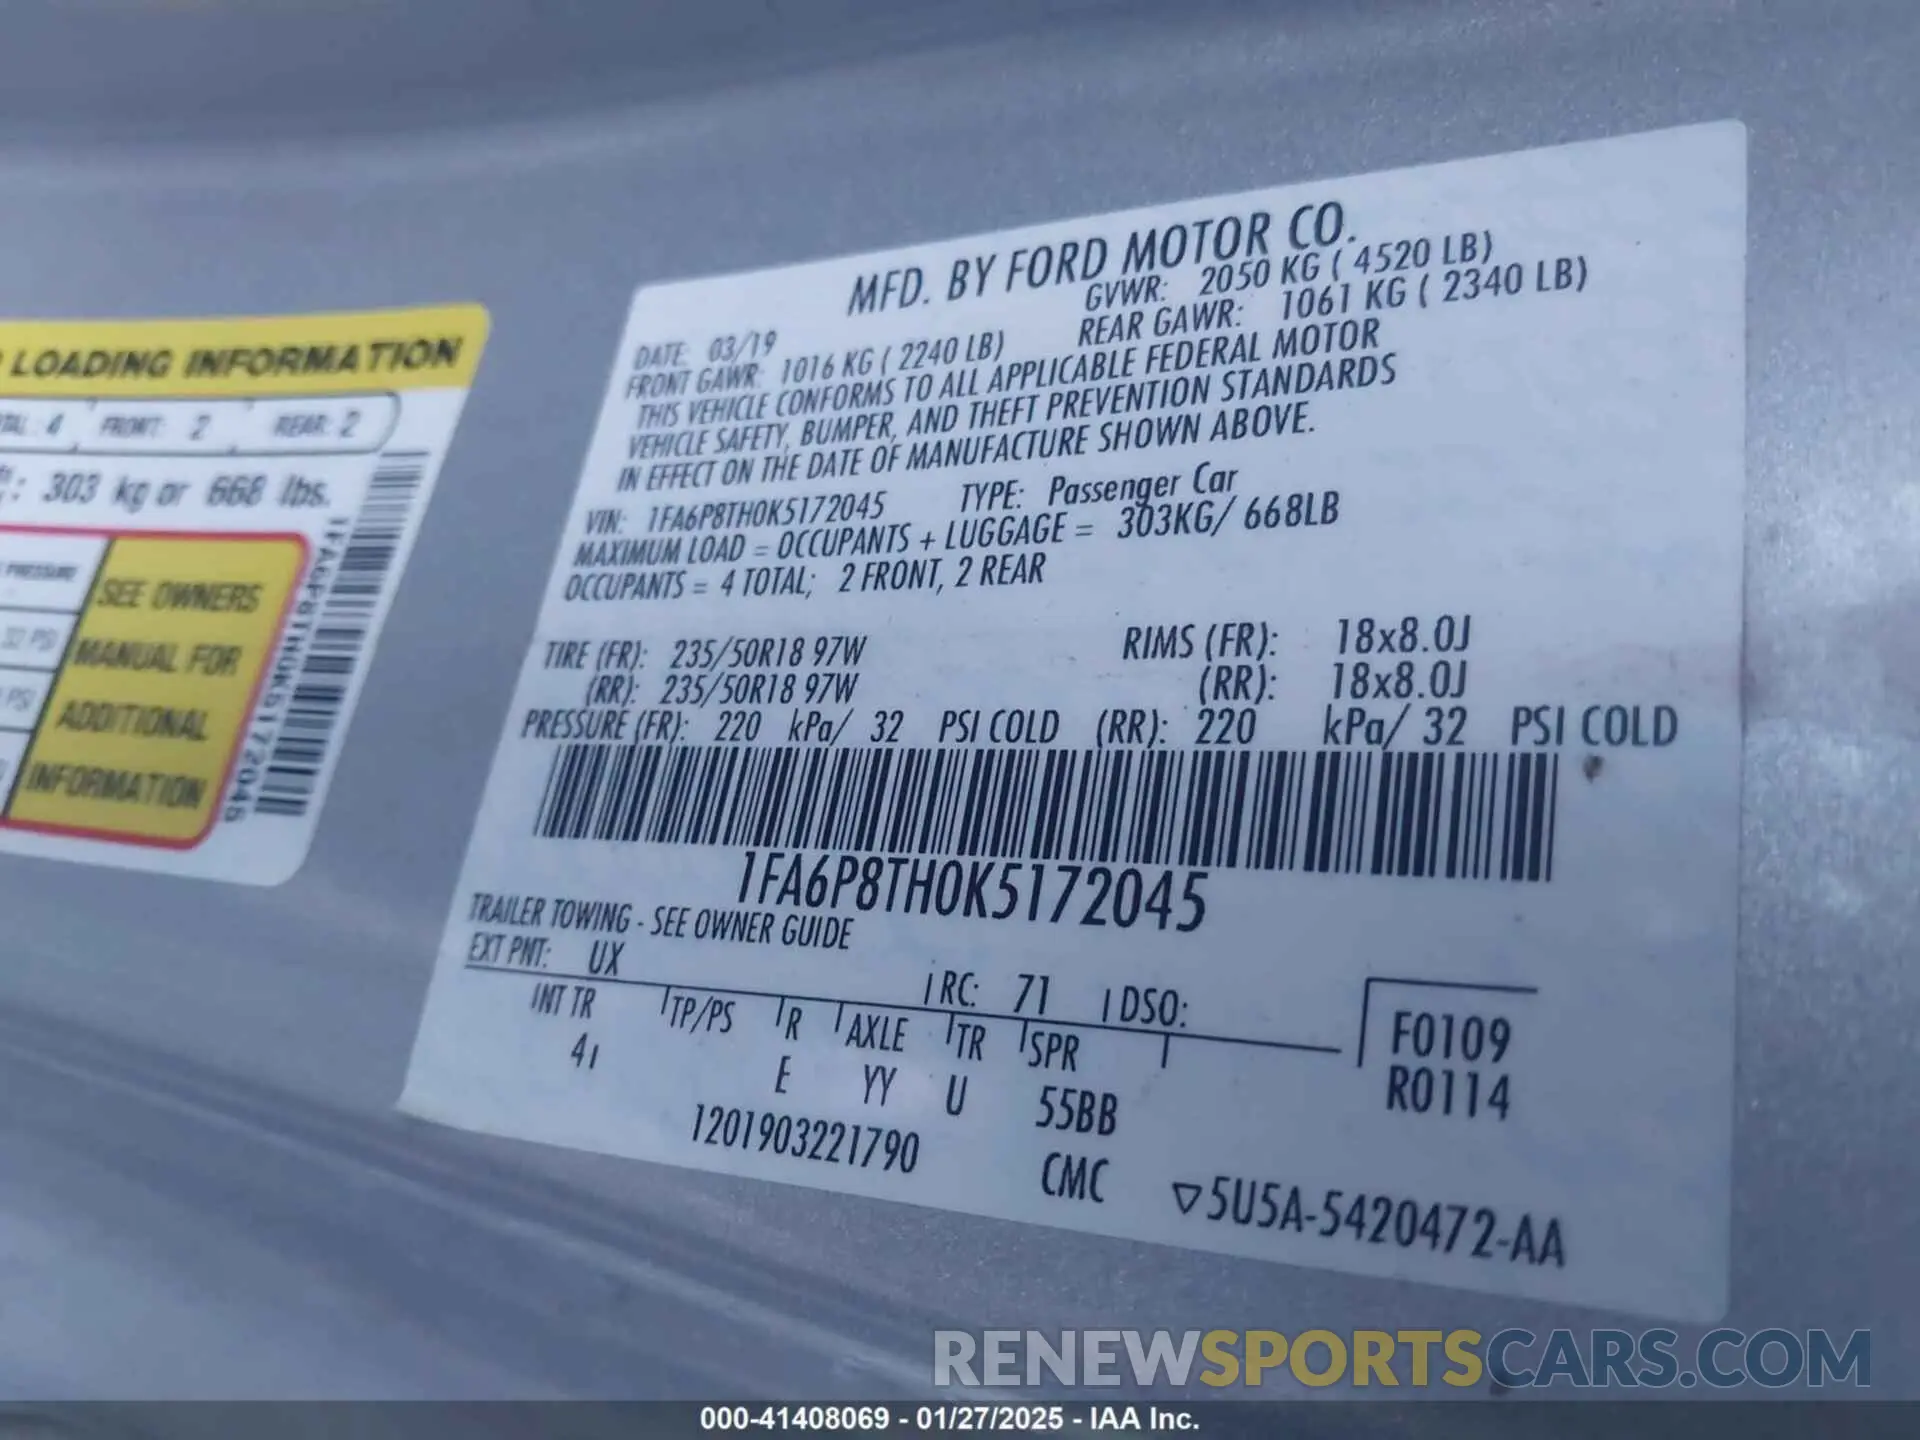 LOADING INFORMATION
4 FRONT: 2 REAR: 2
303 kg or 668 lbs.
PRESSURE
32 PSI
PSI
SEE OWNERS
MANUAL FOR
ADDITIONAL
INFORMATION
1FA6P8TH0K5172045
MFD. BY FORD MOTOR CO.
DATE: 03/19 GVWR: 2050 KG ( 4520 LB)
FRONT GAWR: 1016 KG ( 2240 LB) REAR GAWR: 1061 KG ( 2340 LB)
THIS VEHICLE CONFORMS TO ALL APPLICABLE FEDERAL MOTOR
VEHICLE SAFETY, BUMPER, AND THEFT PREVENTION STANDARDS
IN EFFECT ON THE DATE OF MANUFACTURE SHOWN ABOVE.
VIN: 1FA6P8TH0K5172045 TYPE: Passenger Car
MAXIMUM LOAD = OCCUPANTS + LUGGAGE = 303KG/ 668LB
OCCUPANTS = 4 TOTAL; 2 FRONT, 2 REAR
TIRE (FR): 235/50R18 97W RIMS (FR): 18x8.0J
(RR): 235/50R18 97W (RR): 18x8.0J
PRESSURE (FR): 220 kPa/ 32 PSI COLD (RR): 220 kPa/ 32 PSI COLD
1FA6P8TH0K5172045
TRAILER TOWING - SEE OWNER GUIDE
EXT PNT: UX RC: 71 DSO:
INT TR TP/PS R AXLE TR SPR F0109
4I E YY U 55BB R0114
1201903221790 CMC ▽5U5A-5420472-AA
RENEWSPORTSCARS.COM
000-41408069 - 01/27/2025 - IAA Inc.